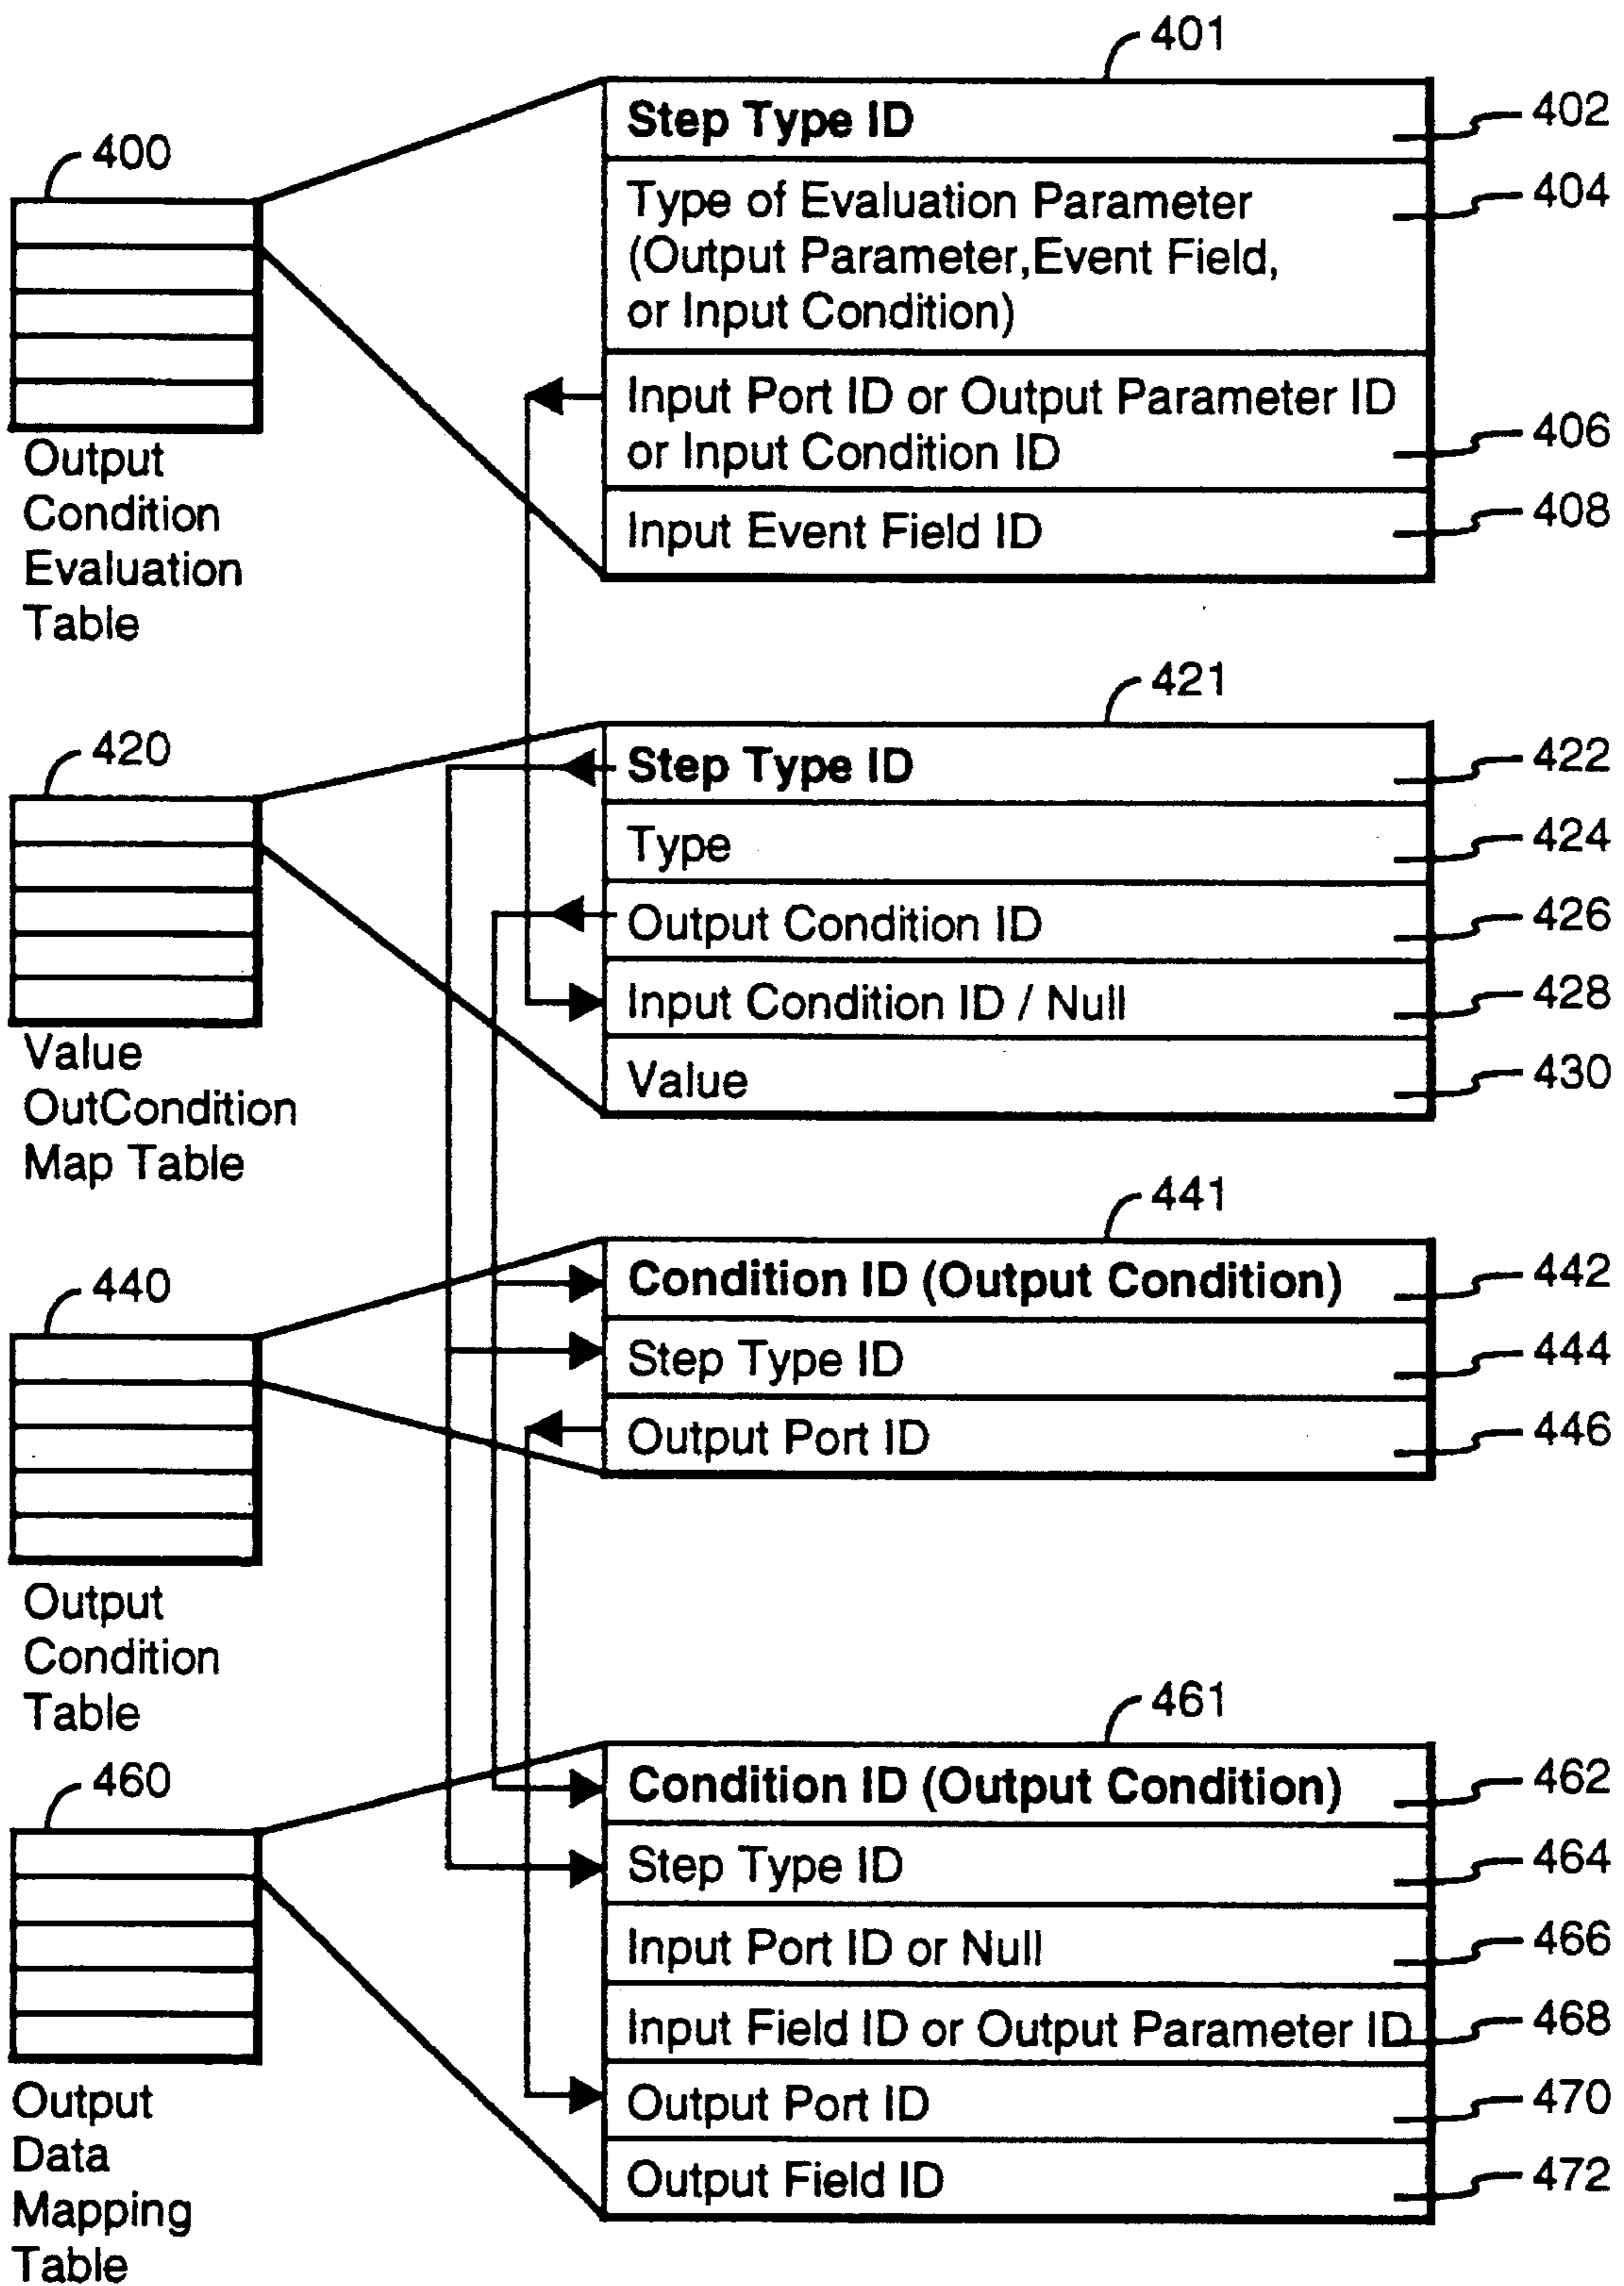 401
Step Type ID
402
400
Type of Evaluation Parameter
(Output Parameter,Event Field,
or Input Condition)
404
Input Port ID or Output Parameter ID
or Input Condition ID
406
Input Event Field ID
408
Output
Condition
Evaluation
Table
421
420
Step Type ID
422
Type
424
Output Condition ID
426
Input Condition ID / Null
428
Value
430
Value
OutCondition
Map Table
441
440
Condition ID (Output Condition)
442
Step Type ID
444
Output Port ID
446
Output
Condition
Table
461
460
Condition ID (Output Condition)
462
Step Type ID
464
Input Port ID or Null
466
Input Field ID or Output Parameter ID
468
Output Port ID
470
Output Field ID
472
Output
Data
Mapping
Table